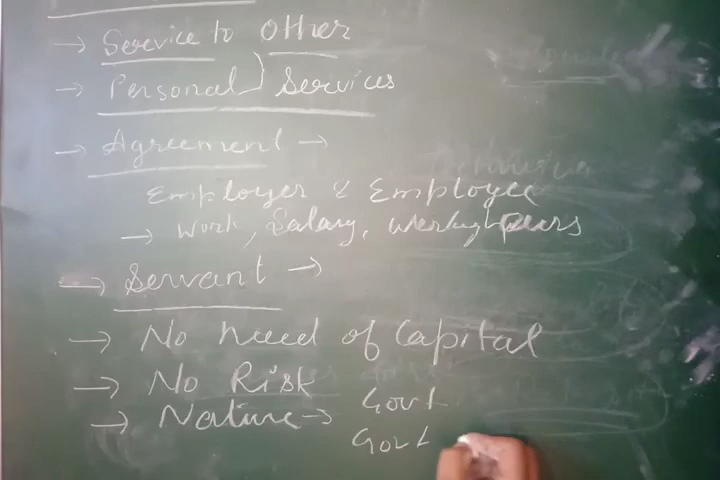 → Service to Other
→ Personal } Services
→ Agreement →
Employer & Employee
→ Work, Salary, Working hours
→ Servant →
→ No need of Capital
→ No Risk
→ Nature → Govt
Govt